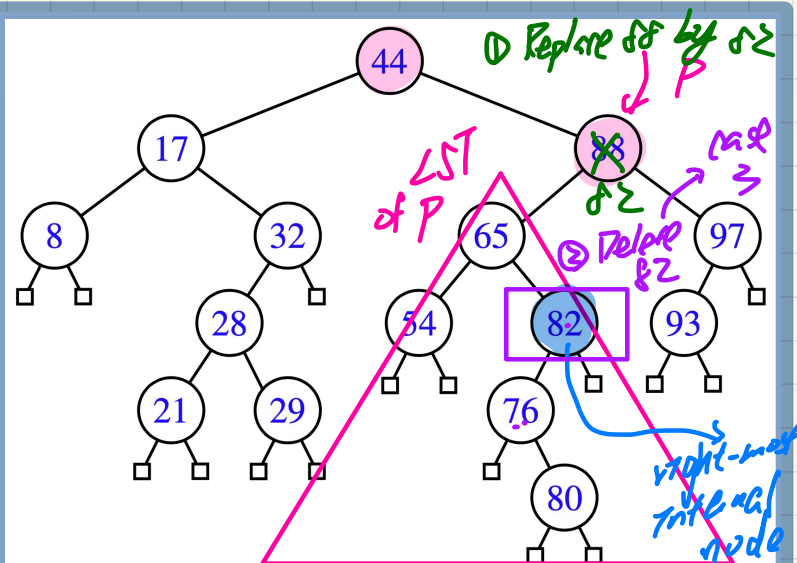 ① Replace 88 by 82
44
P
17
88
case
3
LST
of P
82
8
32
65
② Delete
82
97
28
54
82
93
21
29
76
right-most
internal
node
80